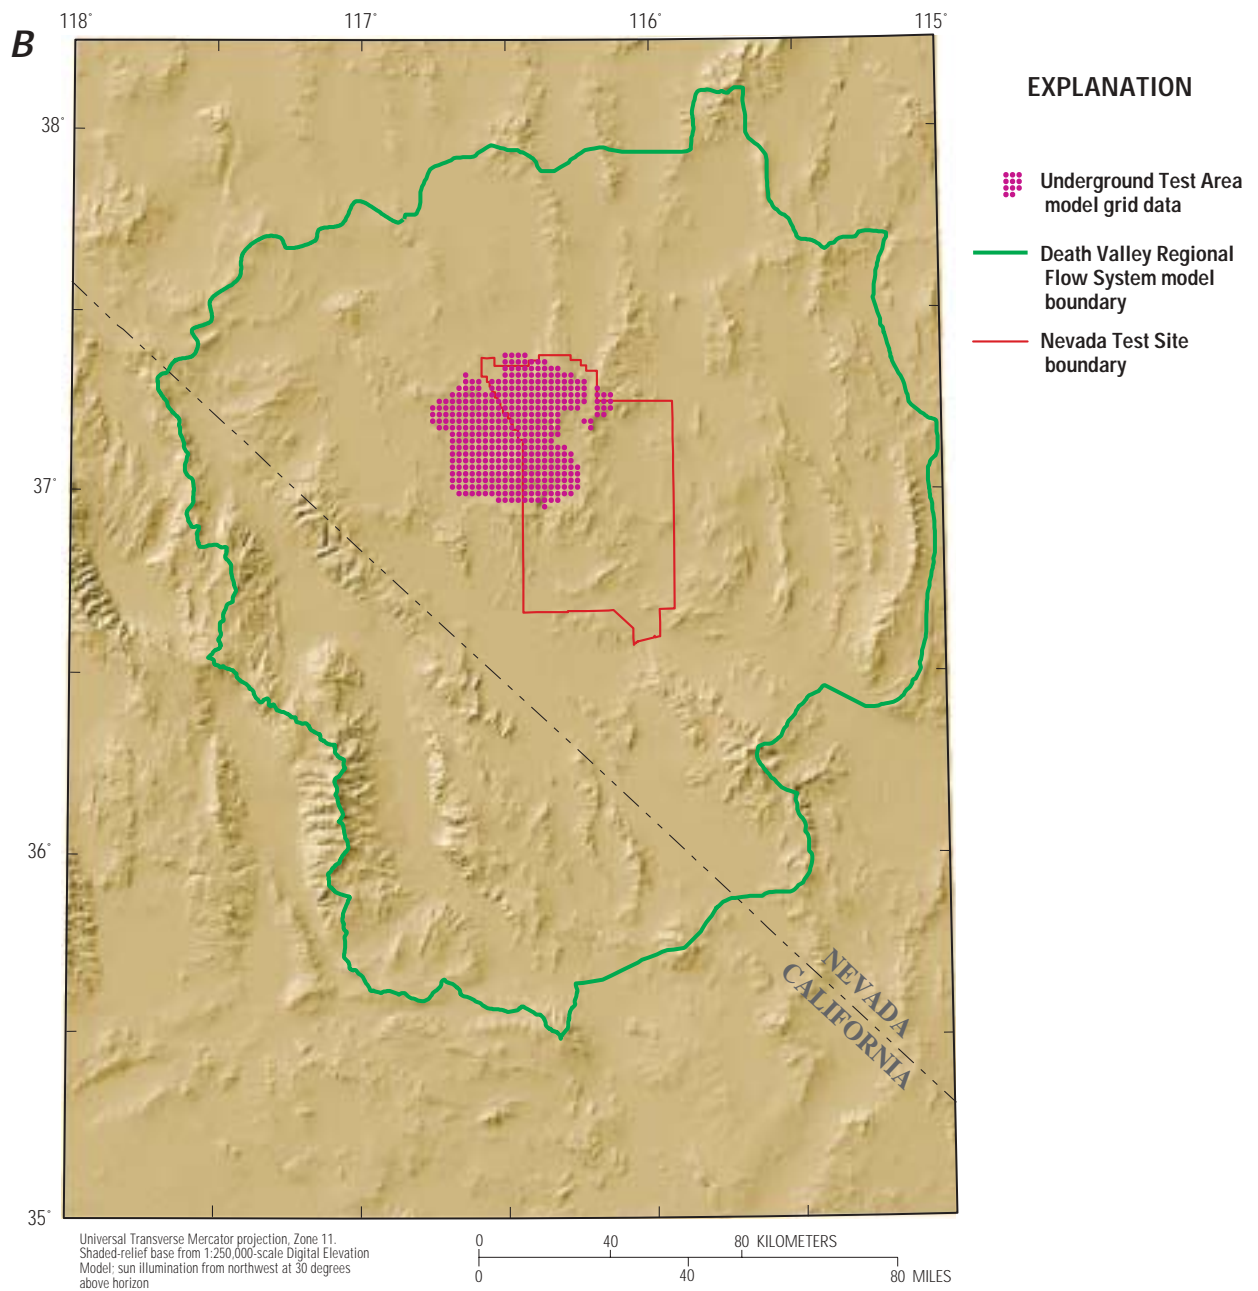 B
118°
117°
116°
115°
38°
37°
36°
35°
EXPLANATION
Underground Test Area
model grid data
Death Valley Regional
Flow System model
boundary
Nevada Test Site
boundary
NEVADA
CALIFORNIA
Universal Transverse Mercator projection, Zone 11.
Shaded-relief base from 1:250,000-scale Digital Elevation
Model; sun illumination from northwest at 30 degrees
above horizon
0 40 80 KILOMETERS
0 40 80 MILES